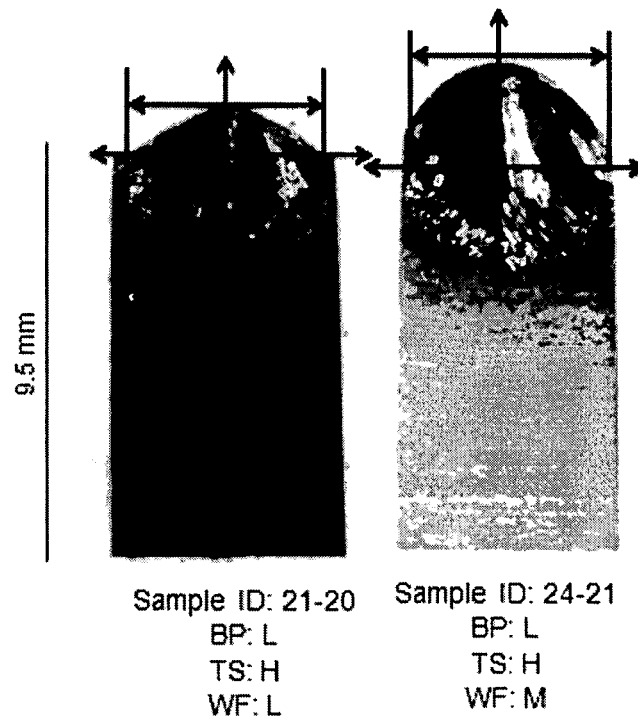 9.5 mm
Sample ID: 21-20
BP: L
TS: H
WF: L
Sample ID: 24-21
BP: L
TS: H
WF: M